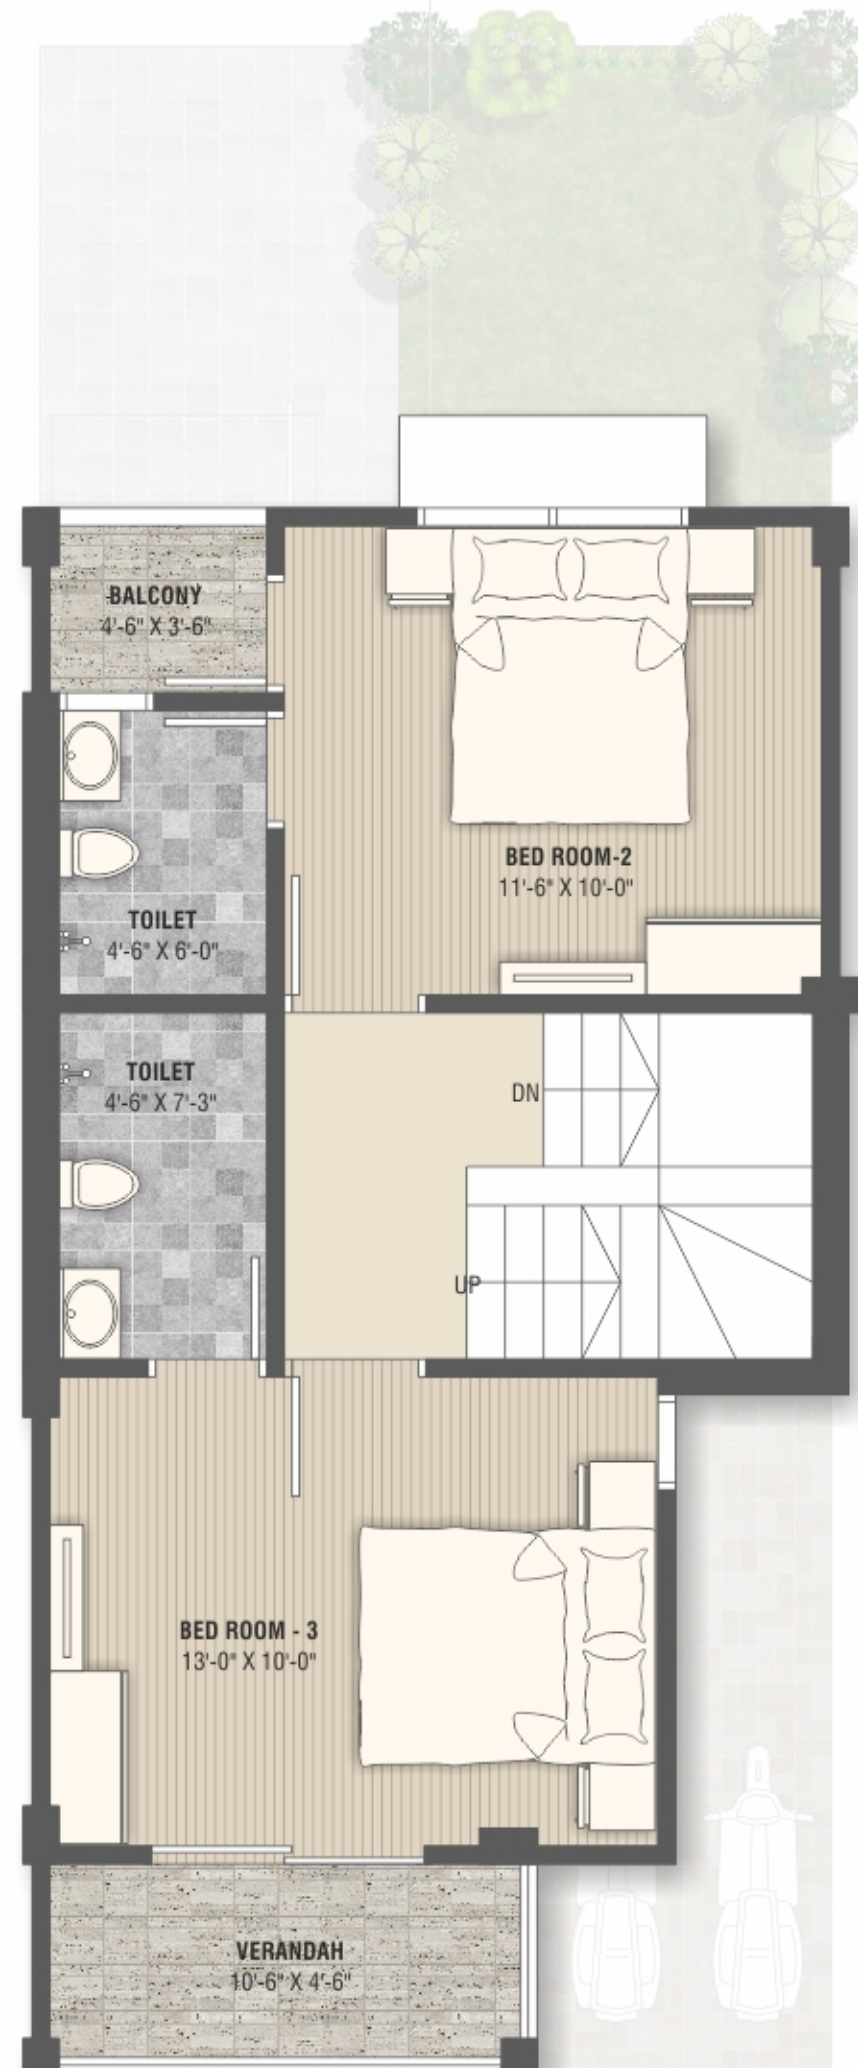 BALCONY
4'-6" X 3'-6"
BED ROOM-2
11'-6" X 10'-0"
TOILET
4'-6" X 6'-0"
TOILET
4'-6" X 7'-3"
DN
UP
BED ROOM - 3
13'-0" X 10'-0"
VERANDAH
10'-6" X 4'-6"